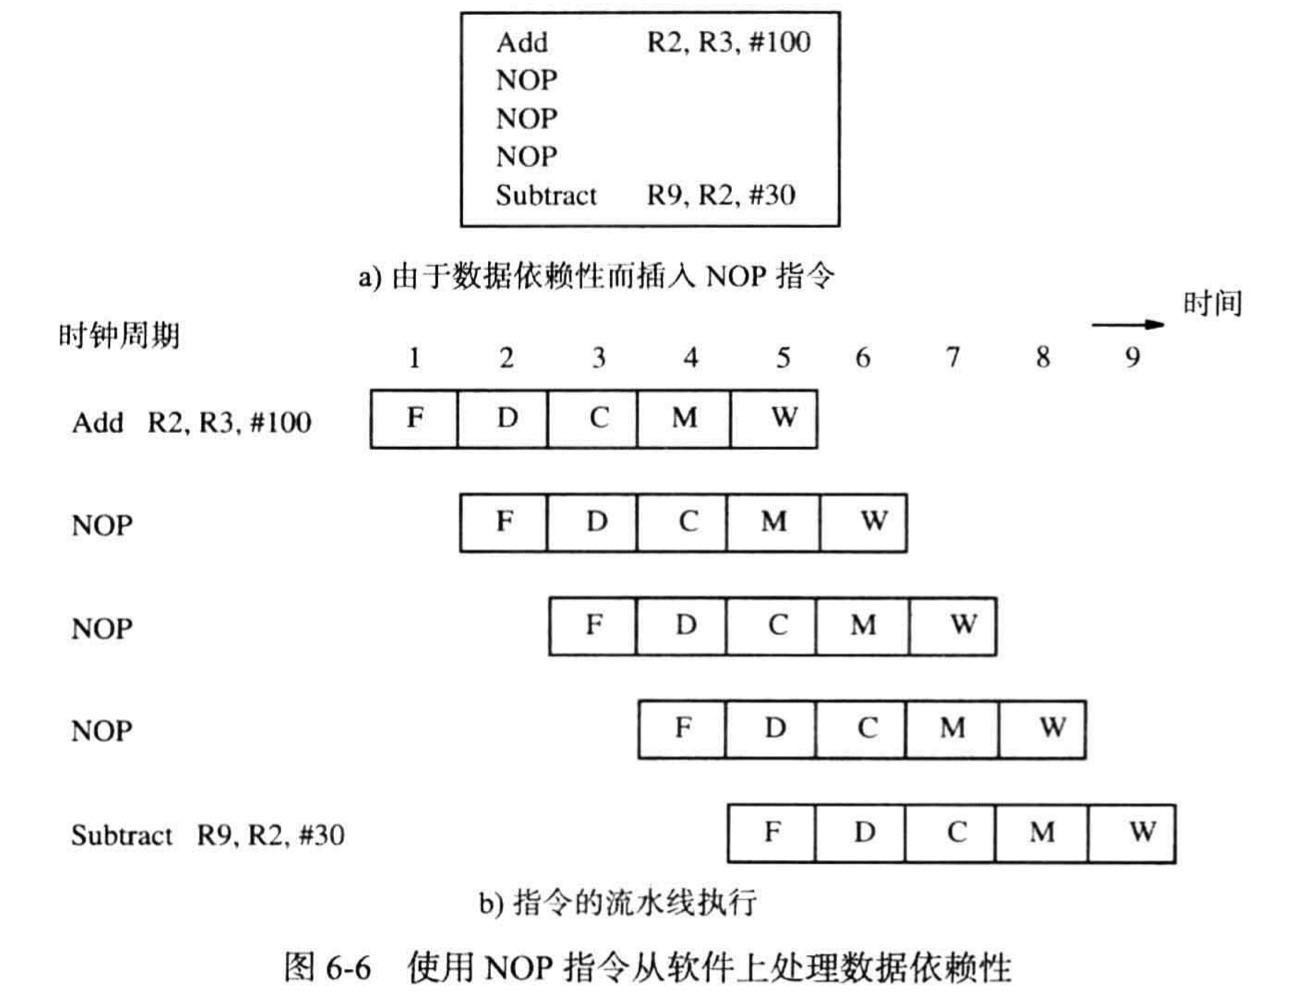 Add R2, R3, #100
NOP
NOP
NOP
Subtract R9, R2, #30
a) 由于数据依赖性而插入 NOP 指令
时间
时钟周期
1 2 3 4 5 6 7 8 9
Add R2, R3, #100 F D C M W
NOP F D C M W
NOP F D C M W
NOP F D C M W
Subtract R9, R2, #30 F D C M W
b) 指令的流水线执行
图 6-6 使用 NOP 指令从软件上处理数据依赖性